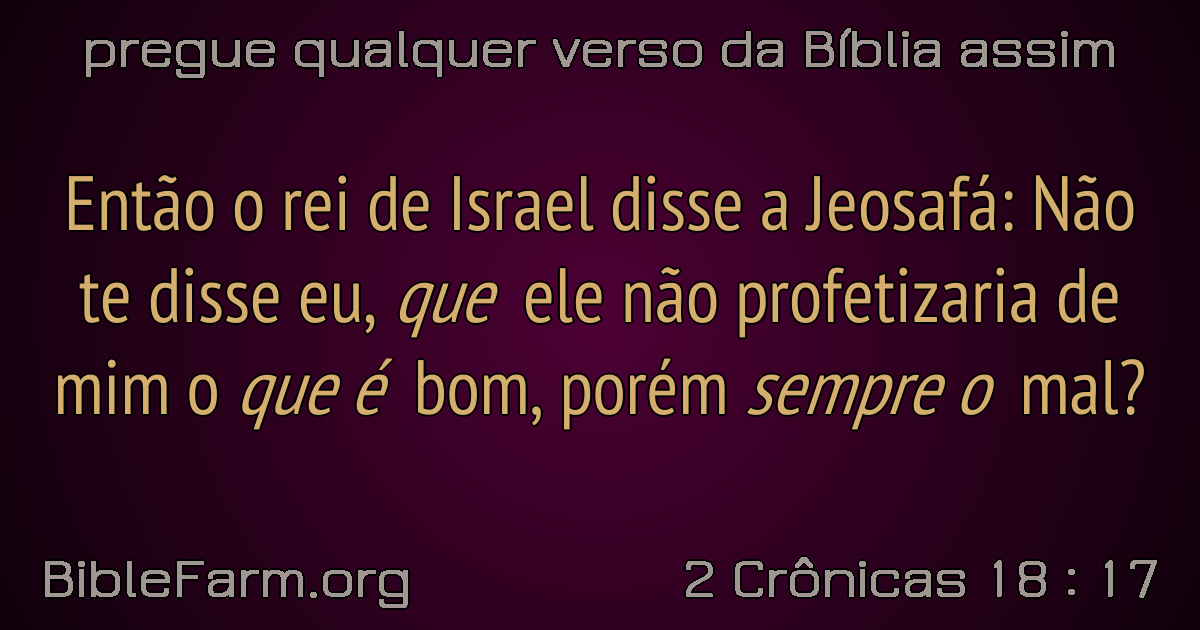 pregue qualquer verso da Bíblia assim
Então o rei de Israel disse a Jeosafá: Não
te disse eu, que ele não profetizaria de
mim o que é bom, porém sempre o mal?
BibleFarm.org
2 Crônicas 18 : 17